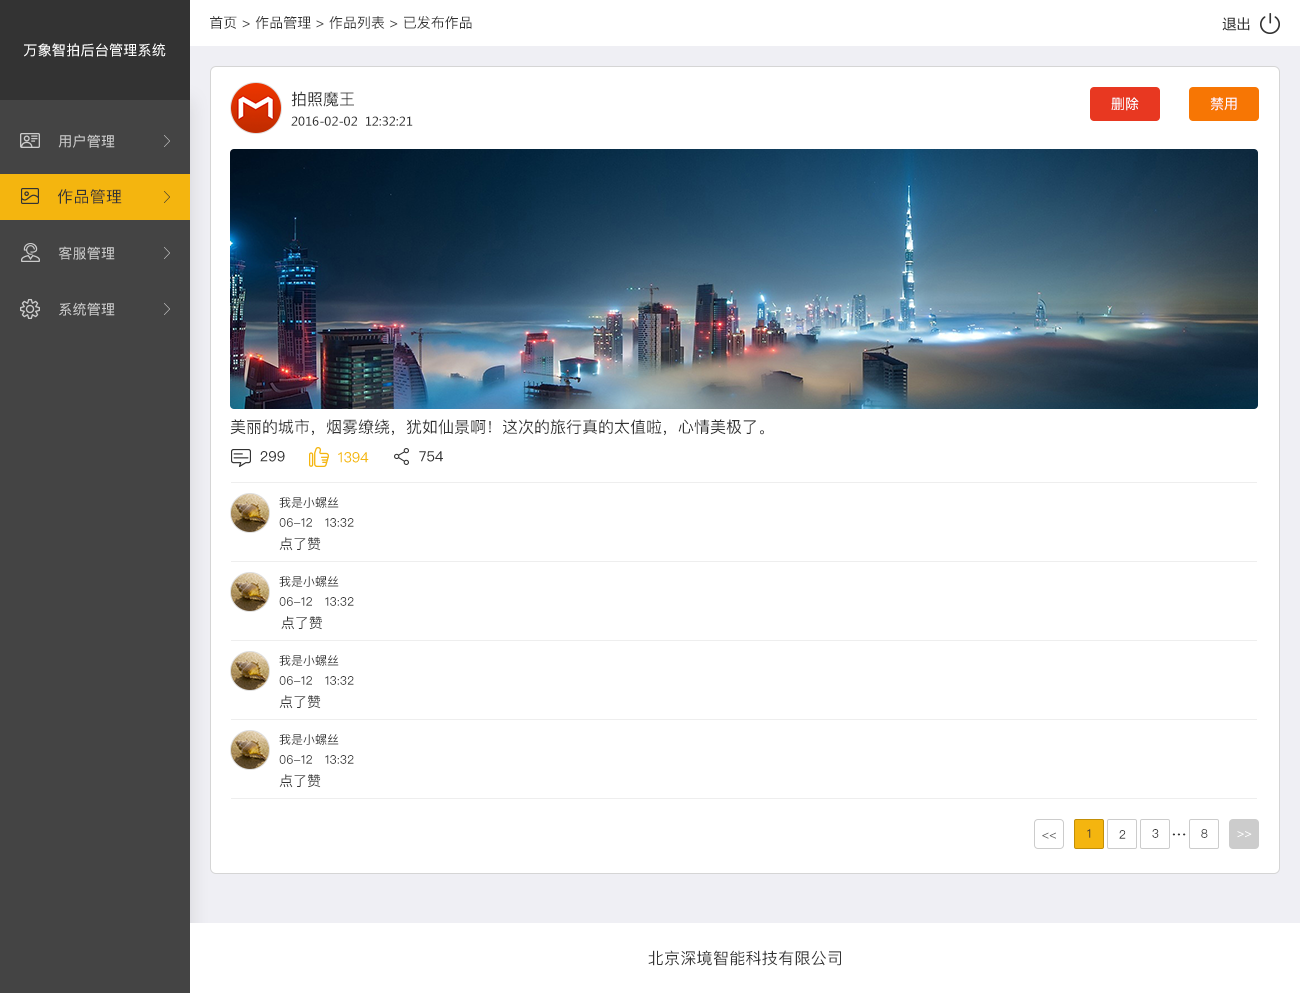 万象智拍后台管理系统
首页 > 作品管理 > 作品列表 > 已发布作品
退出
用户管理
作品管理
客服管理
系统管理
拍照魔王
2016-02-02 12:32:21
删除
禁用
美丽的城市，烟雾缭绕，犹如仙景啊！这次的旅行真的太值啦，心情美极了。
299 1394 754
我是小螺丝
06-12 13:32
点了赞
我是小螺丝
06-12 13:32
点了赞
我是小螺丝
06-12 13:32
点了赞
我是小螺丝
06-12 13:32
点了赞
<< 1 2 3 ··· 8 >>
北京深境智能科技有限公司